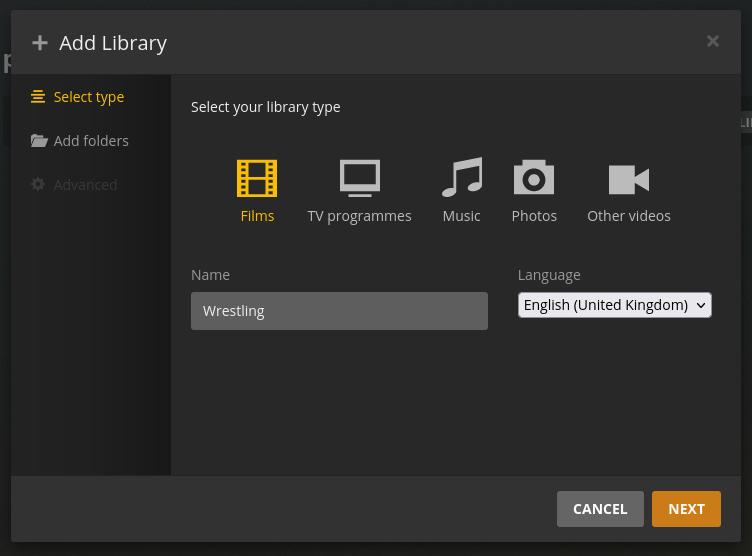 Add Library
Select type
Add folders
Advanced
Select your library type
Films
TV programmes
Music
Photos
Other videos
Name
Language
Wrestling
English (United Kingdom)
CANCEL
NEXT